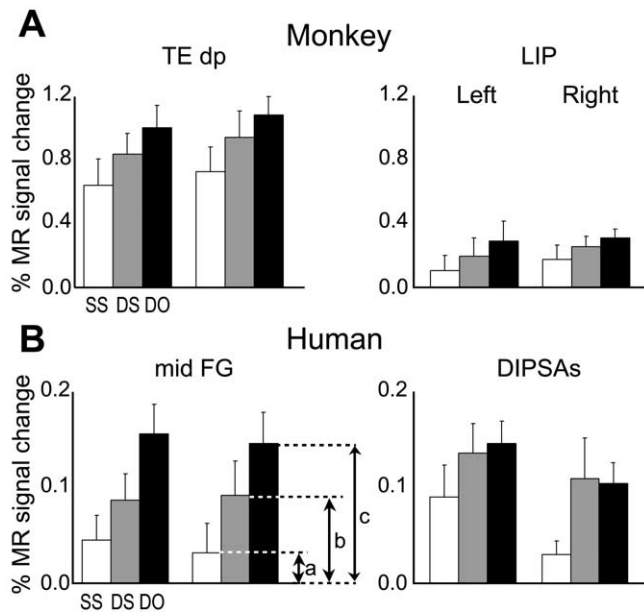 A
Monkey
TE dp
LIP
Left
Right
% MR signal change
1.2
0.8
0.4
0.0
SS DS DO
1.2
0.8
0.4
0.0
B
Human
mid FG
DIPSAs
% MR signal change
0.2
0.1
0.0
SS DS DO
a
b
c
0.2
0.1
0.0